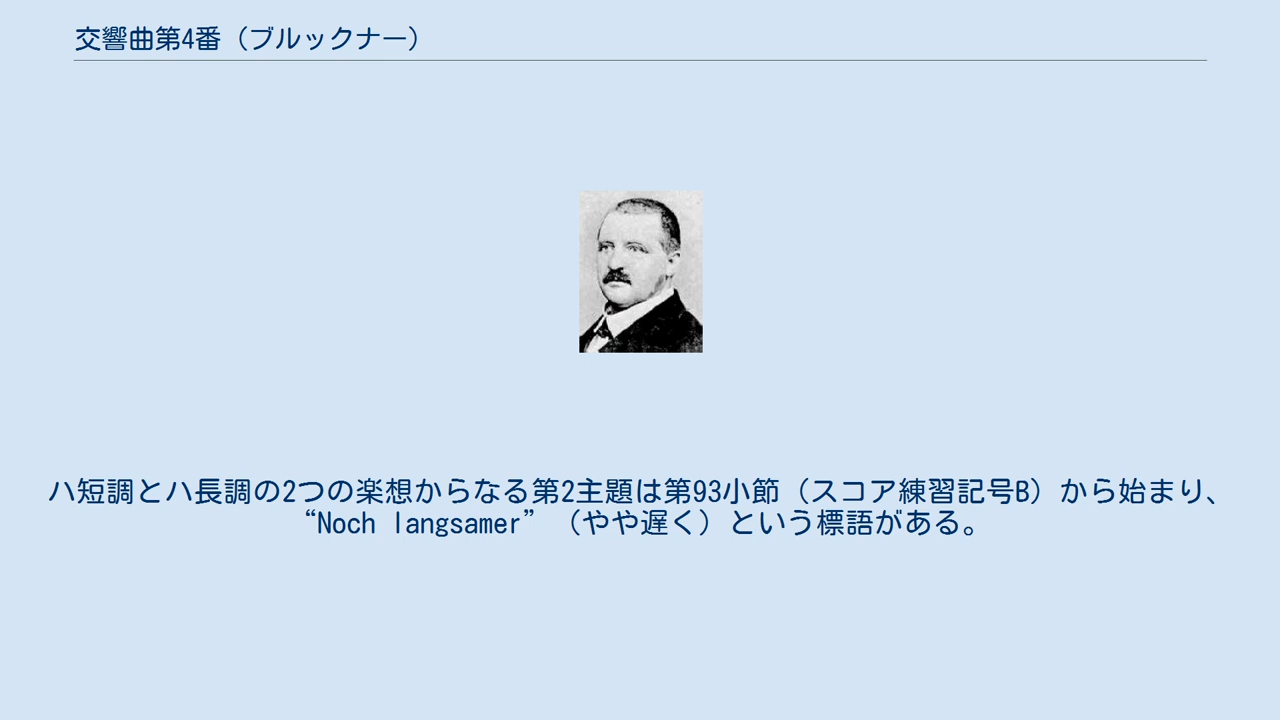 交響曲第4番（ブルックナー）
ハ短調とハ長調の2つの楽想からなる第2主題は第93小節（スコア練習記号B）から始まり、
“Noch langsamer”（やや遅く）という標語がある。